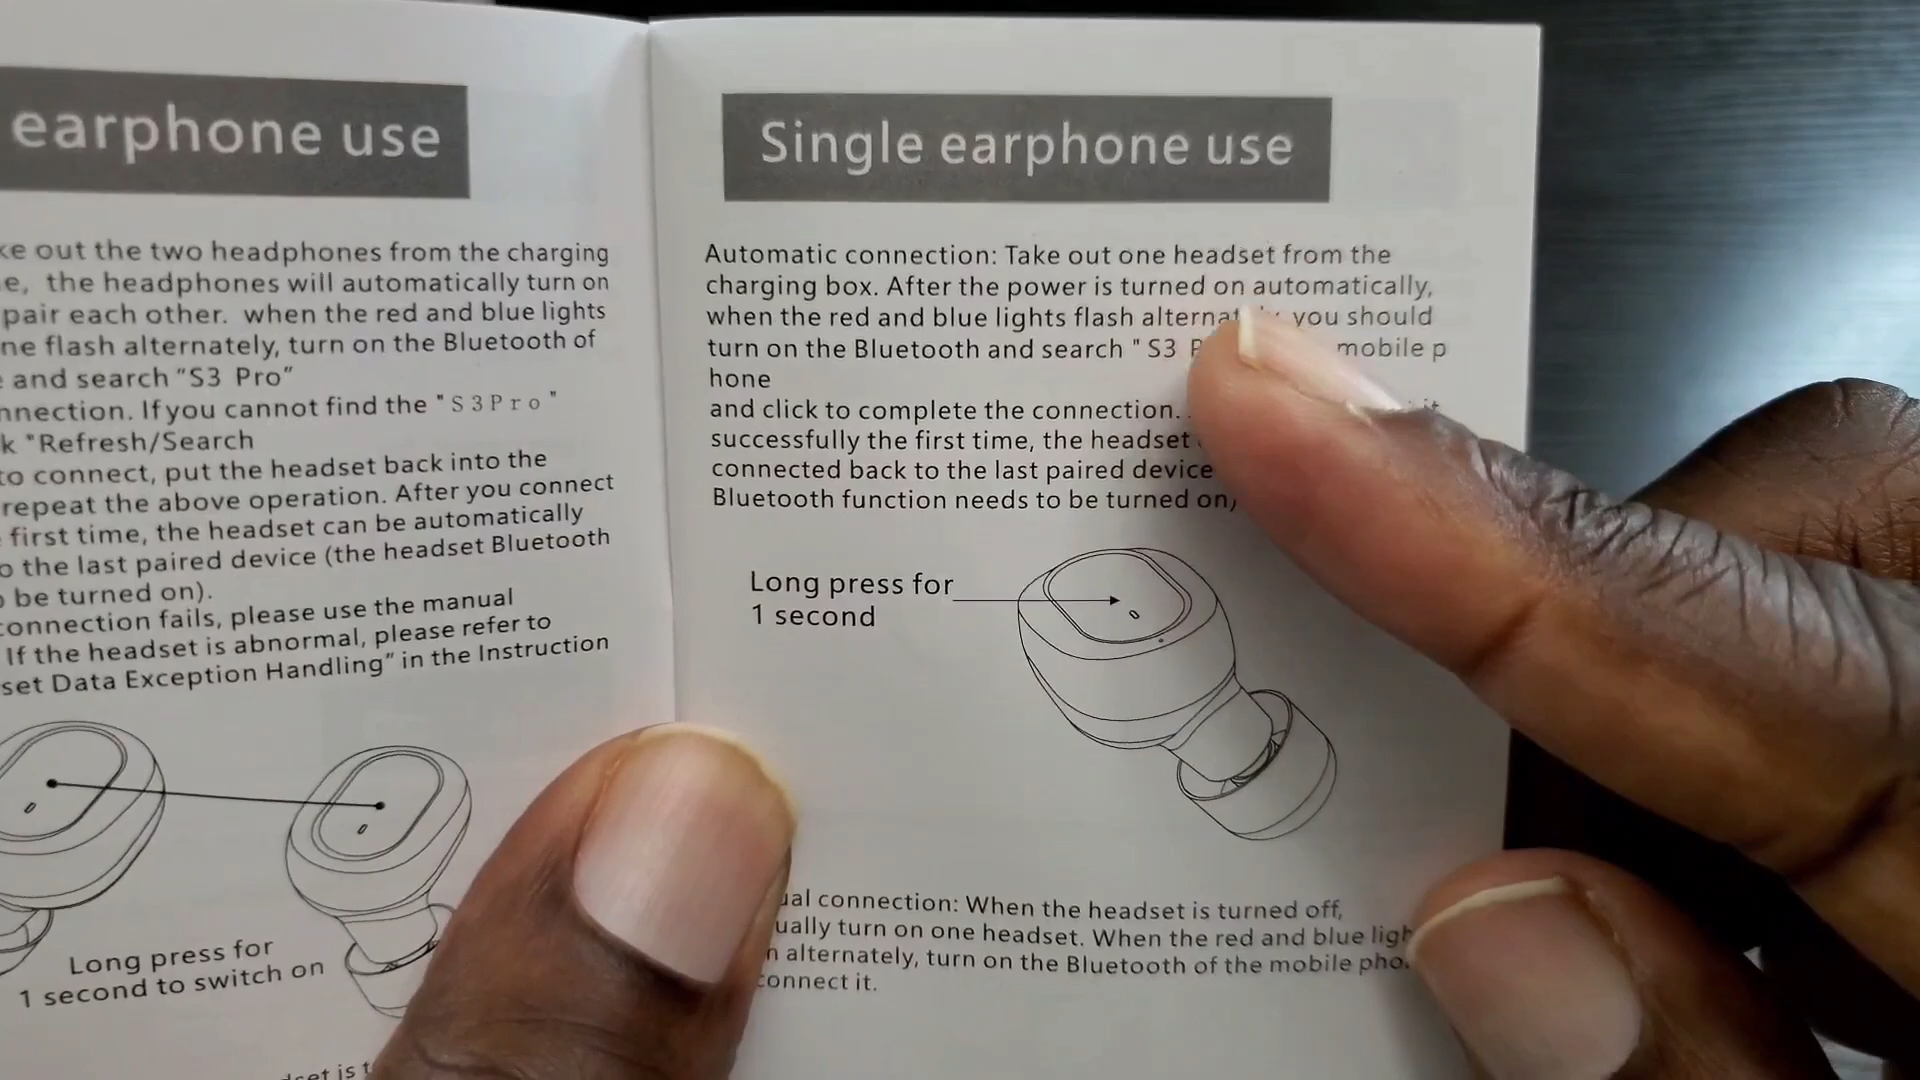 earphone use
out the two headphones from the charging
the headphones will automatically turn on
pair each other. when the red and blue lights
flash alternately, turn on the Bluetooth of
and search "S3 Pro"
If you cannot find the "S3Pro"
"Refresh/Search
to connect, put the headset back into the
repeat the above operation. After you connect
first time, the headset can be automatically
the last paired device (the headset Bluetooth
be turned on).
fails, please use the manual
If the headset is abnormal, please refer to
Data Exception Handling" in the Instruction
Long press for
1 second to switch on
is
Single earphone use
Automatic connection: Take out one headset from the
charging box. After the power is turned on automatically,
when the red and blue lights flash you should
turn on the Bluetooth and search "S3 mobile p
hone
and click to complete the connection.
successfully the first time, the headset
connected back to the last paired device
Bluetooth function needs to be turned on)
Long press for
1 second
connection: When the headset is turned off,
turn on one headset. When the red and blue
alternately, turn on the Bluetooth of the mobile
connect it.